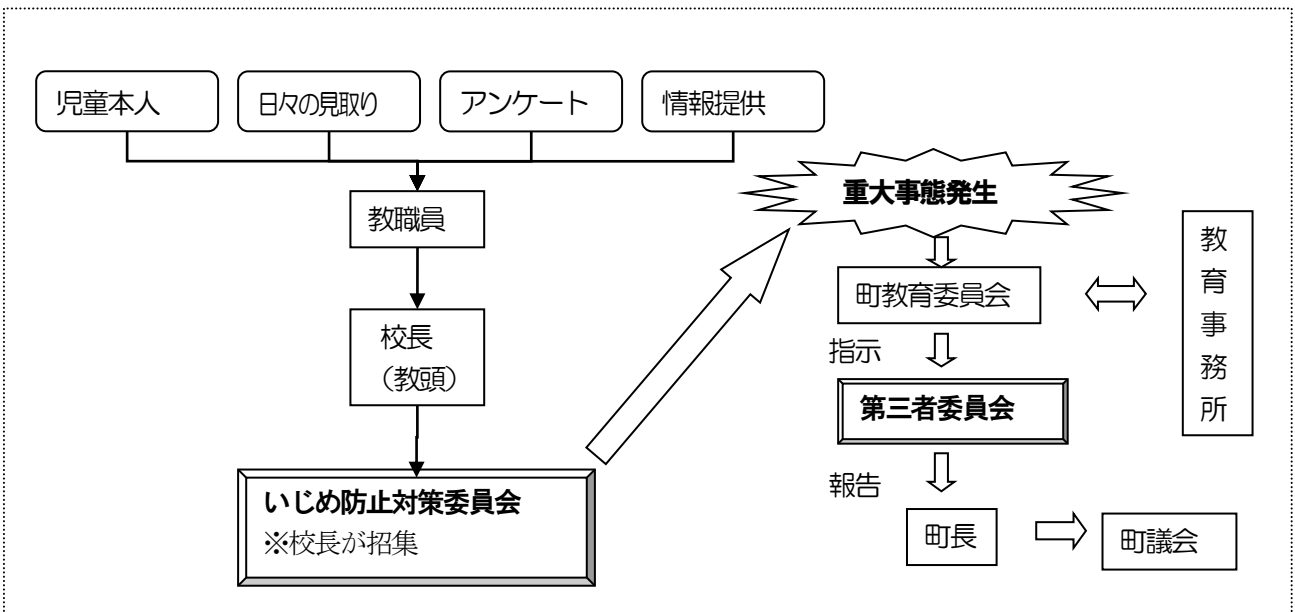 児童本人
日々の見取り
アンケート
情報提供
教職員
校長
（教頭）
いじめ防止対策委員会
※校長が招集
重大事態発生
町教育委員会
教育事務所
指示
第三者委員会
報告
町長
町議会